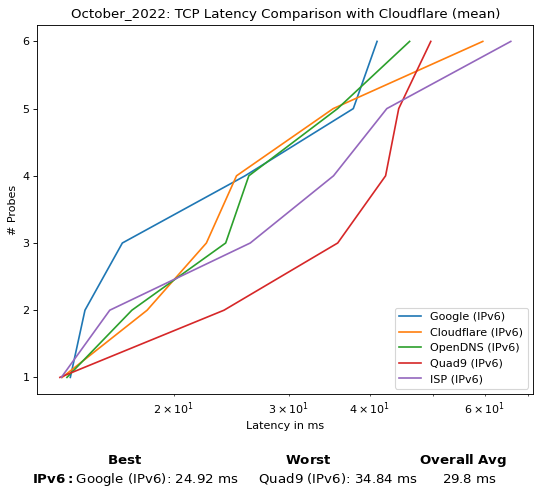 October_2022: TCP Latency Comparison with Cloudflare (mean)
6
5
4
3
2
1
# Probes
Google (IPv6)
Cloudflare (IPv6)
OpenDNS (IPv6)
Quad9 (IPv6)
ISP (IPv6)
2 × 10¹ 3 × 10¹ 4 × 10¹ 6 × 10¹
Latency in ms
Best Worst Overall Avg
IPv6: Google (IPv6): 24.92 ms Quad9 (IPv6): 34.84 ms 29.8 ms